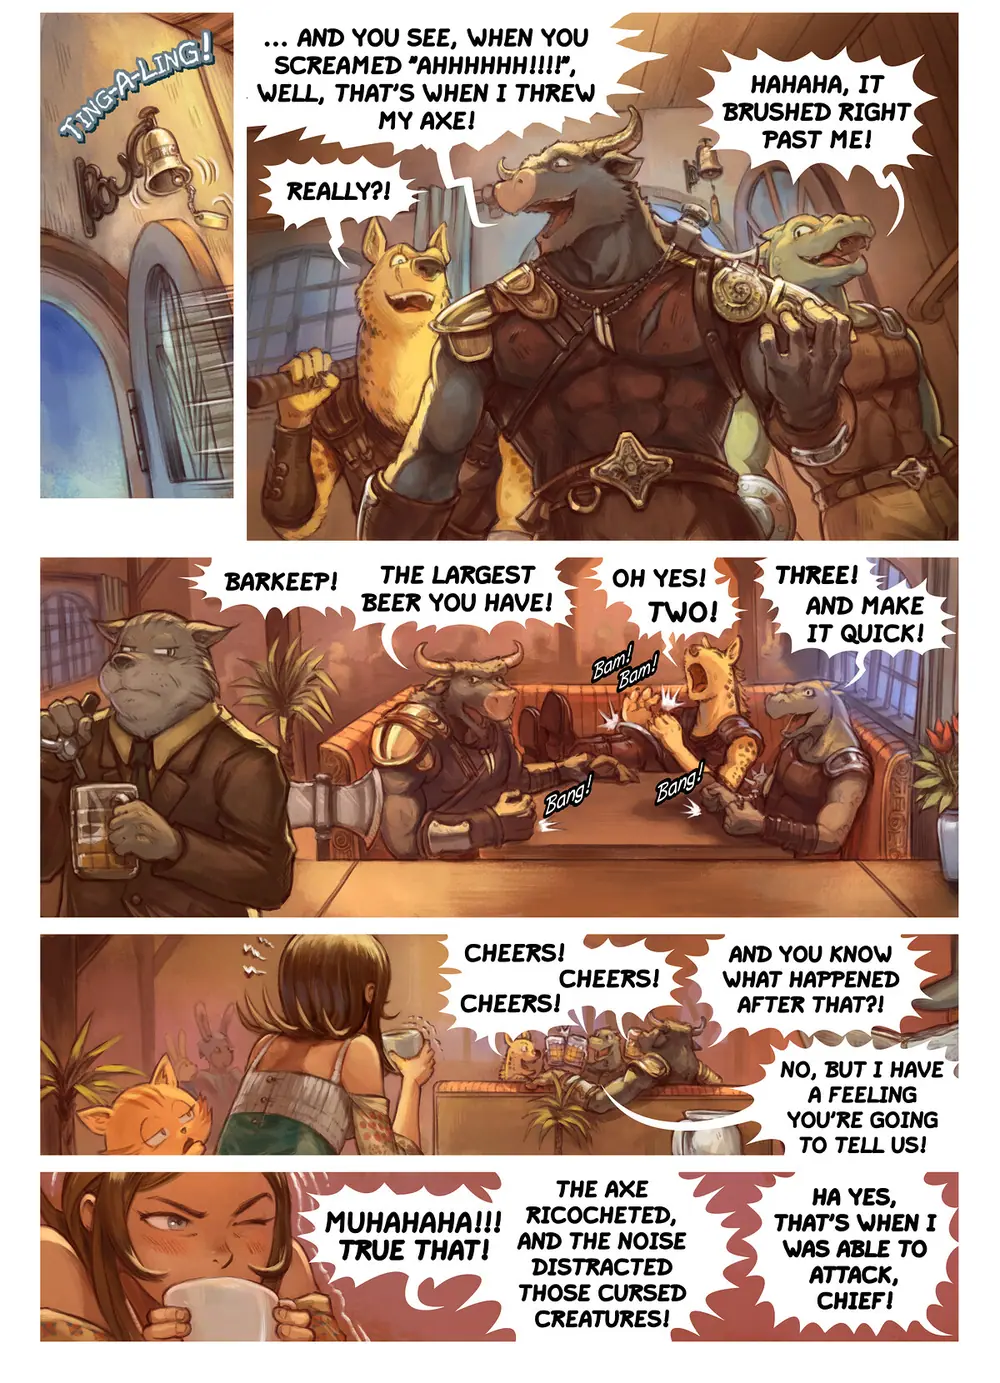 TING-A-LING!
... AND YOU SEE, WHEN YOU
SCREAMED "AHHHHHH!!!!",
WELL, THAT'S WHEN I THREW
MY AXE!
REALLY?!
HAHAHA, IT
BRUSHED RIGHT
PAST ME!
BARKEEP!
THE LARGEST
BEER YOU HAVE!
OH YES!
TWO!
THREE!
AND MAKE
IT QUICK!
Bam!
Bam!
Bang!
Bang!
CHEERS!
CHEERS!
CHEERS!
AND YOU KNOW
WHAT HAPPENED
AFTER THAT?!
NO, BUT I HAVE
A FEELING
YOU'RE GOING
TO TELL US!
MUHAHAHA!!!
TRUE THAT!
THE AXE
RICOCHETED,
AND THE NOISE
DISTRACTED
THOSE CURSED
CREATURES!
HA YES,
THAT'S WHEN I
WAS ABLE TO
ATTACK,
CHIEF!